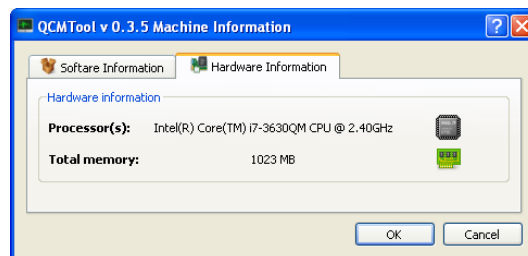 QCMTool v 0.3.5 Machine Information
Softare Information
Hardware Information
Hardware information
Processor(s): Intel(R) Core(TM) i7-3630QM CPU @ 2.40GHz
Total memory: 1023 MB
OK Cancel